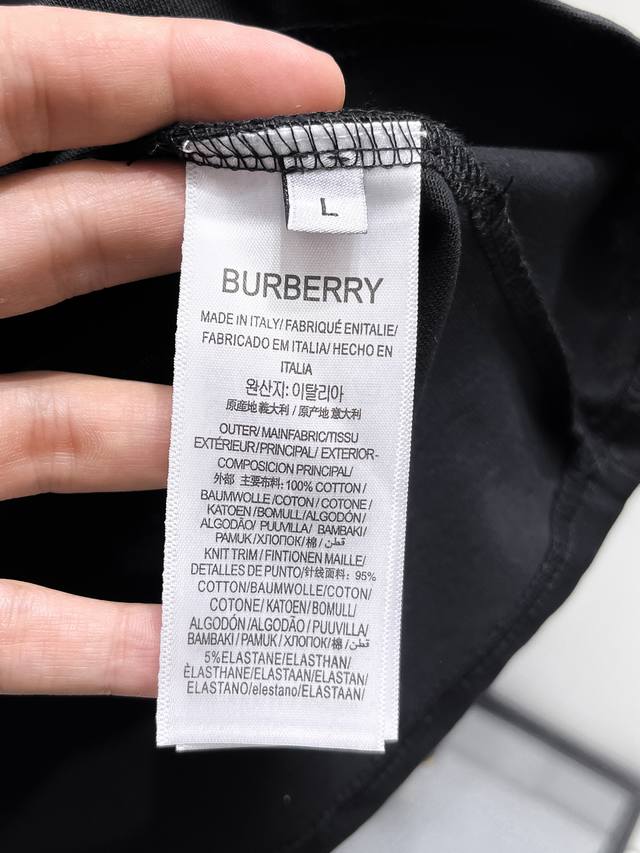 L
BURBERRY
MADE IN ITALY/ FABRIQUÉ ENITALIE/
FABRICADO EM ITALIA/ HECHO EN
ITALIA
완산지: 이탈리아
原産地義大利 / 原产地意大利
OUTER/ MAINFABRIC/TISSU
EXTÉRIEUR/PRINCIPAL/ EXTERIOR-
COMPOSICION PRINCIPAL/
外部 主要布料: 100% COTTON/
BAUMWOLLE /COTON / COTONE/
KATOEN/ BOMULL/ ALGODÓN/
ALGODÃO/ PUUVILLA/ BAMBAKI/
PAMUK /ХЛОПОК/棉/ قطن/
KNIT TRIM / FINTIONEN MAILLE/
DETALLES DE PUNTO/针线面料: 95%
COTTON/BAUMWOLLE/COTON/
COTONE/ KATOEN/ BOMULL/
ALGODÓN/ ALGODÃO / PUUVILLA/
BAMBAKI / PAMUK / ХЛОПОК/棉 /قطن/
5%ELASTANE/ELASTHAN/
ÈLASTHANE/ELASTAAN/ELASTAN/
ELASTANO/elestano/ELASTAAN/